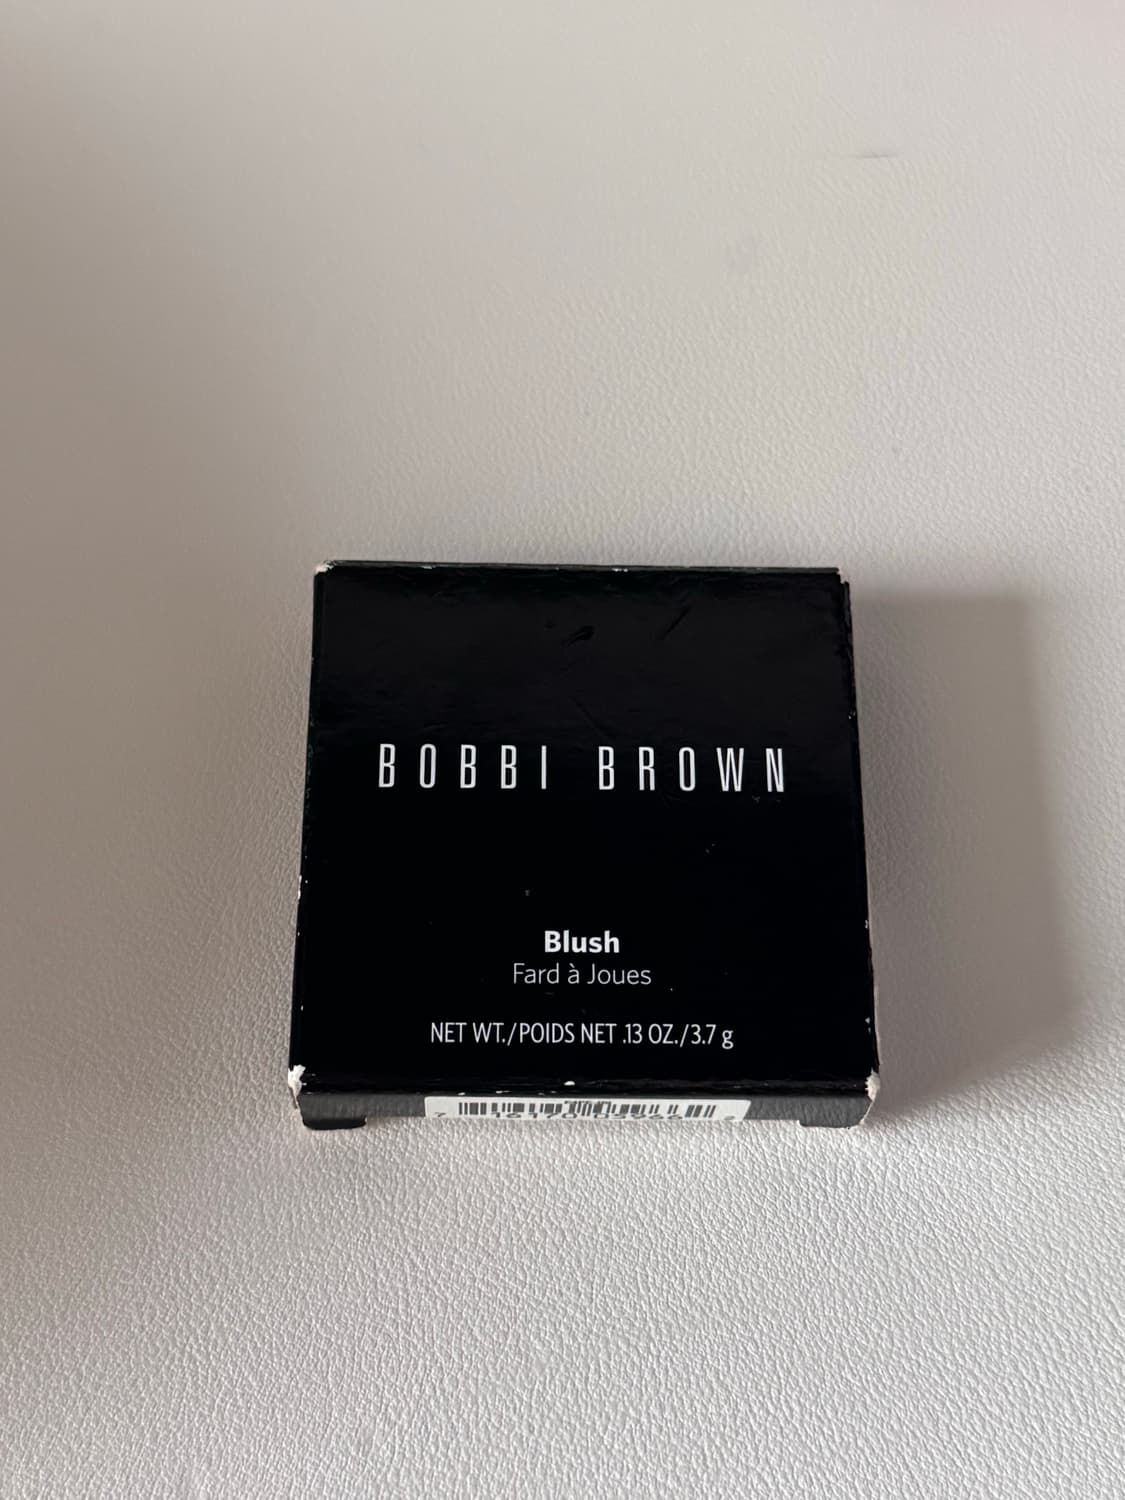 BOBBI BROWN
Blush
Fard à Joues
NET WT./POIDS NET .13 OZ./3.7 g